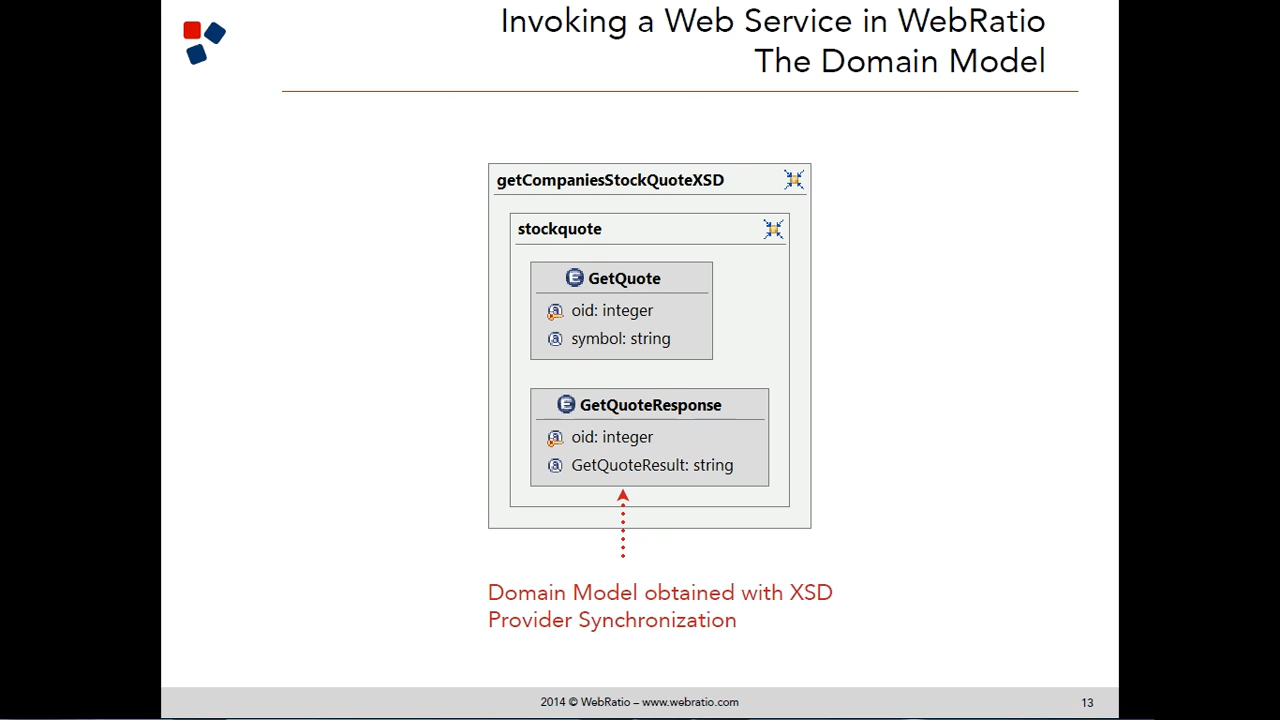 Invoking a Web Service in WebRatio
The Domain Model
getCompaniesStockQuoteXSD
stockquote
E GetQuote
a oid: integer
a symbol: string
E GetQuoteResponse
a oid: integer
a GetQuoteResult: string
Domain Model obtained with XSD
Provider Synchronization
2014 © WebRatio – www.webratio.com
13